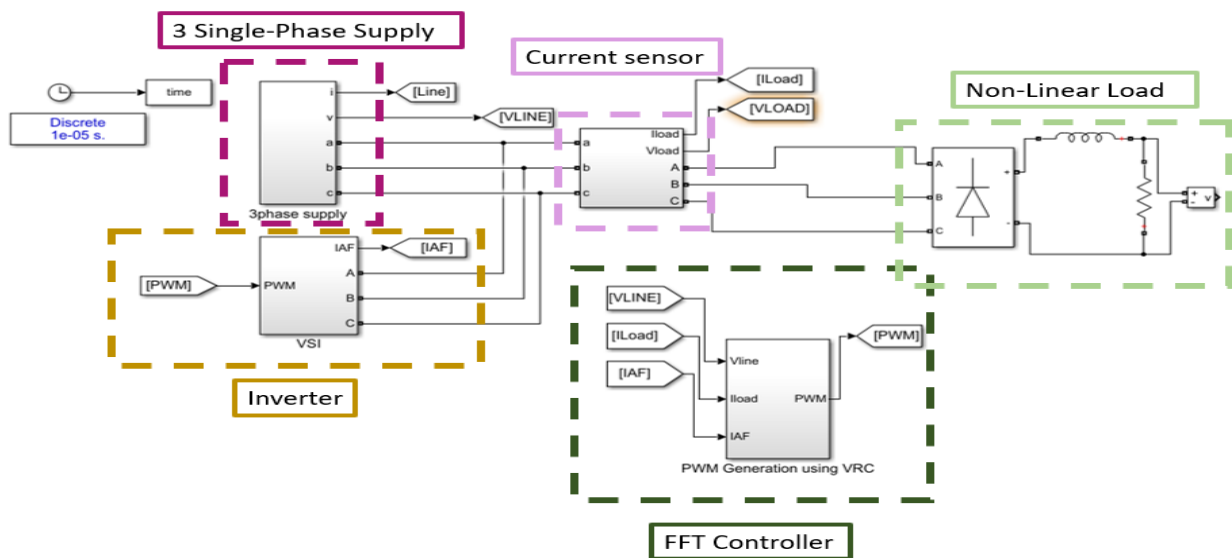 3 Single-Phase Supply
Current sensor
Non-Linear Load
time
Discrete
1e-05 s.
i
v
a
b
c
3phase supply
[Line]
[VLINE]
a
b
c
Iload
Vload
A
B
C
[ILoad]
[VLOAD]
A
B
C
+
-
+
-
v
[PWM]
PWM
IAF
A
B
C
VSI
[IAF]
Inverter
[VLINE]
[ILoad]
[IAF]
Vline
Iload
IAF
PWM
[PWM]
PWM Generation using VRC
FFT Controller